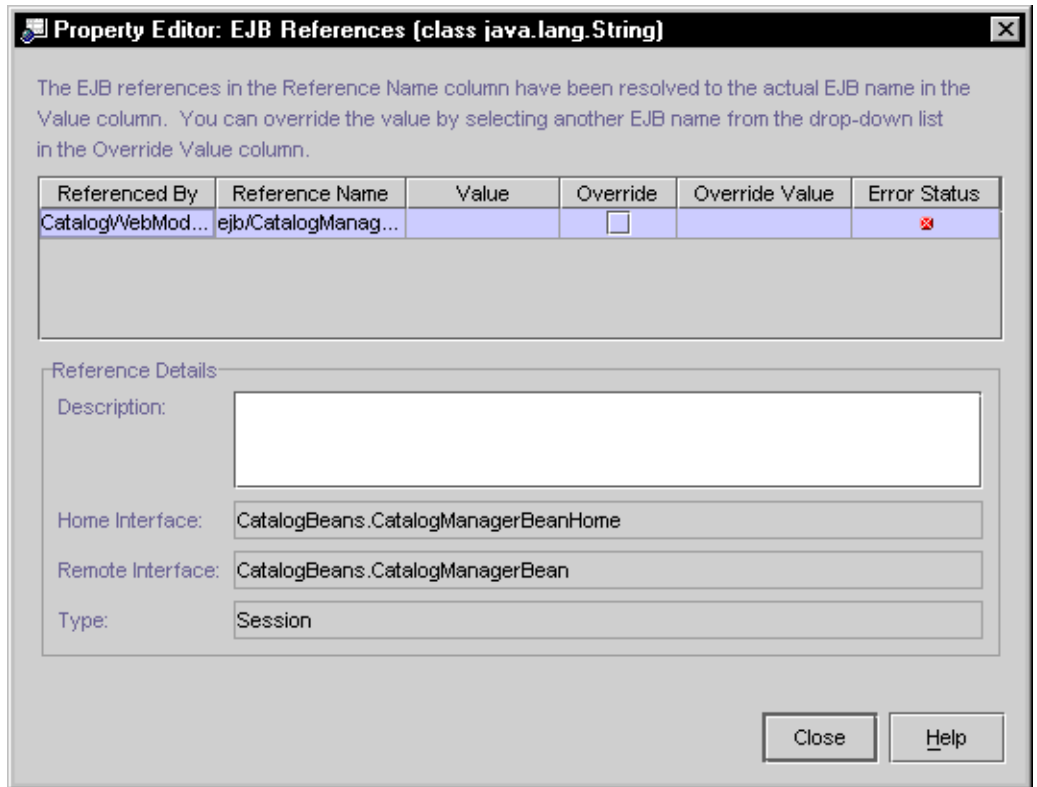 Property Editor: EJB References (class java.lang.String)
The EJB references in the Reference Name column have been resolved to the actual EJB name in the
Value column. You can override the value by selecting another EJB name from the drop-down list
in the Override Value column.
Referenced By Reference Name Value Override Override Value Error Status
CatalogWebMod... ejb/CatalogManag...
Reference Details
Description:
Home Interface: CatalogBeans.CatalogManagerBeanHome
Remote Interface: CatalogBeans.CatalogManagerBean
Type: Session
Close Help